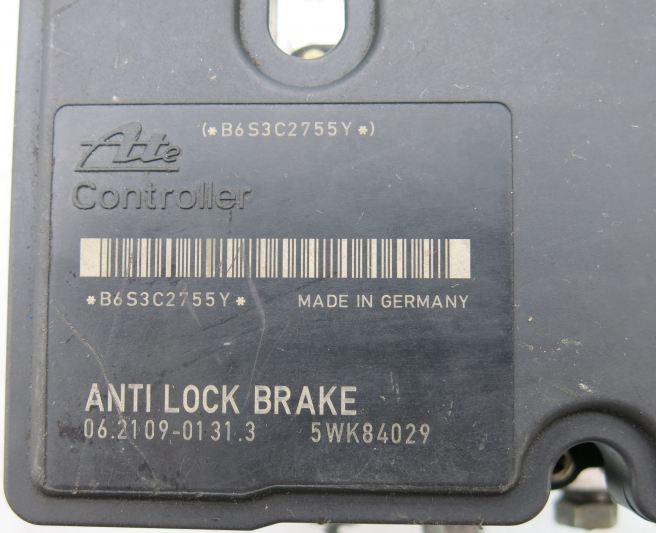 (*B6S3C2755Y*)
Ate
Controller
*B6S3C2755Y* MADE IN GERMANY
ANTI LOCK BRAKE
06.2109-0131.3 5WK84029